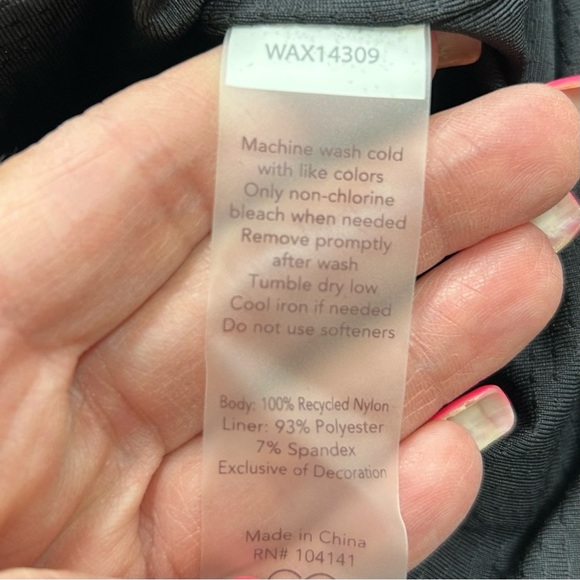 WAX14309
Machine wash cold
with like colors
Only non-chlorine
bleach when needed
Remove promptly
after wash
Tumble dry low
Cool iron if needed
Do not use softeners
Body: 100% Recycled Nylon
Liner: 93% Polyester
7% Spandex
Exclusive of Decoration
Made in China
RN# 104141